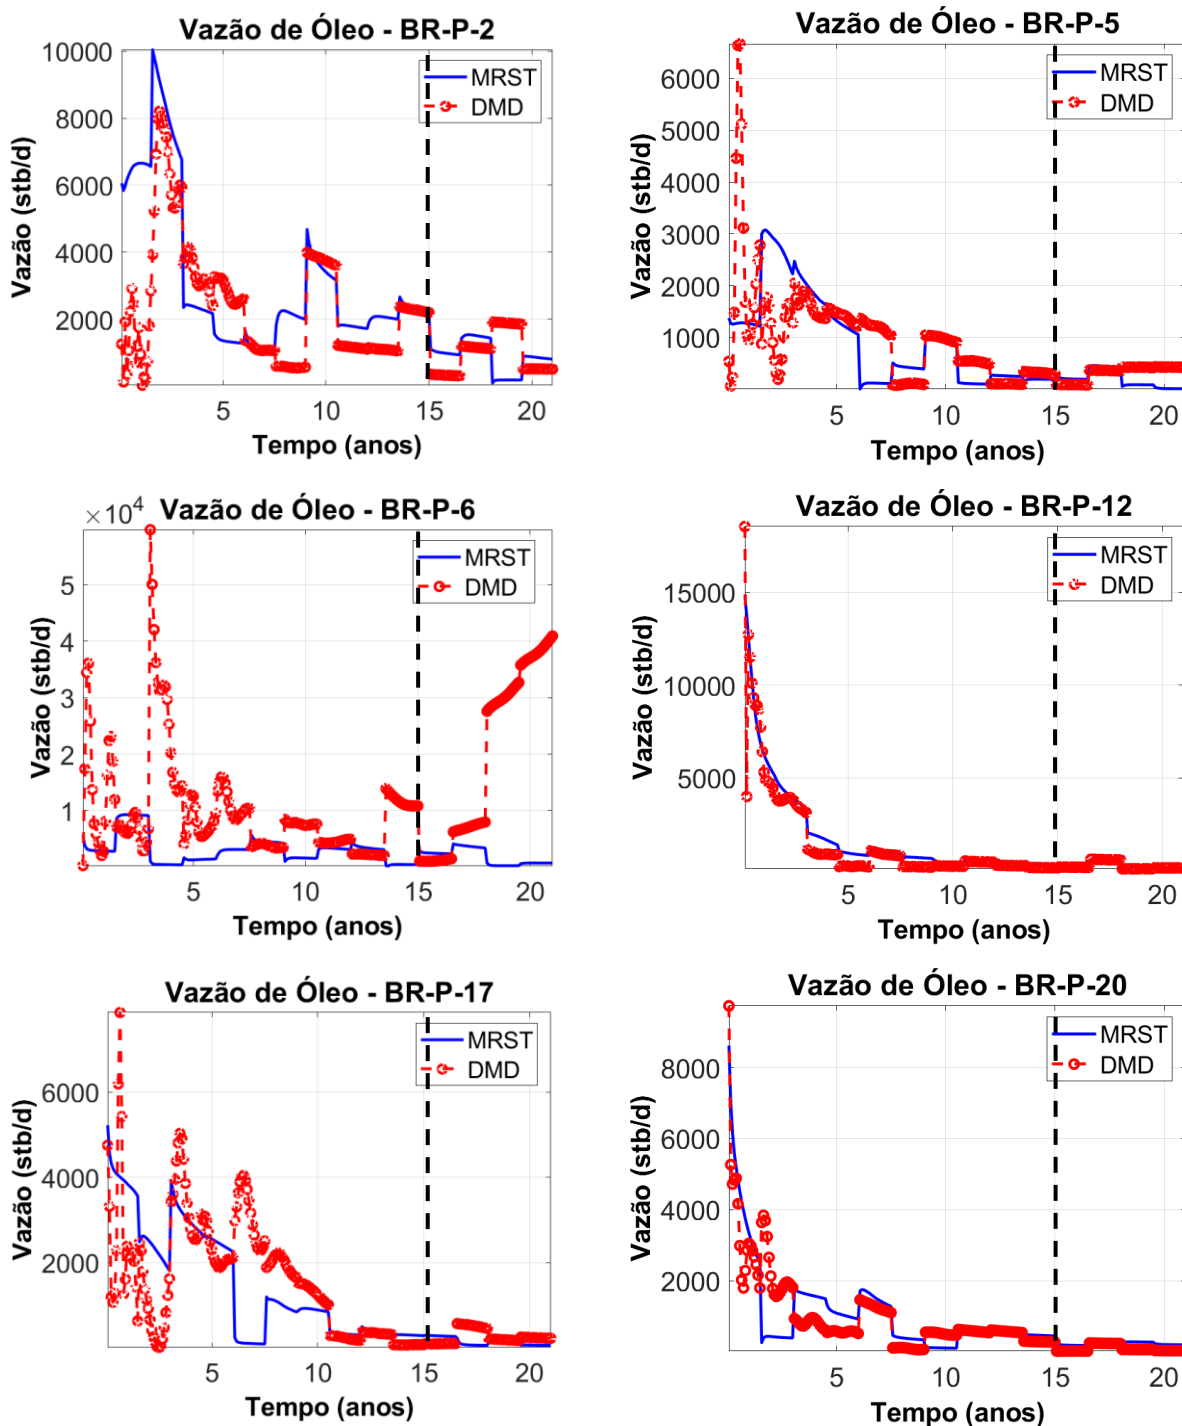 Vazão de Óleo - BR-P-2
Vazão (stb/d)
10000
8000
6000
4000
2000
MRST
DMD
5
10
15
20
Tempo (anos)
Vazão de Óleo - BR-P-5
Vazão (stb/d)
6000
5000
4000
3000
2000
1000
MRST
DMD
5
10
15
20
Tempo (anos)
Vazão de Óleo - BR-P-6
×10⁴
Vazão (stb/d)
5
4
3
2
1
MRST
DMD
5
10
15
20
Tempo (anos)
Vazão de Óleo - BR-P-12
Vazão (stb/d)
15000
10000
5000
MRST
DMD
5
10
15
20
Tempo (anos)
Vazão de Óleo - BR-P-17
Vazão (stb/d)
6000
4000
2000
MRST
DMD
5
10
15
20
Tempo (anos)
Vazão de Óleo - BR-P-20
Vazão (stb/d)
8000
6000
4000
2000
MRST
DMD
5
10
15
20
Tempo (anos)